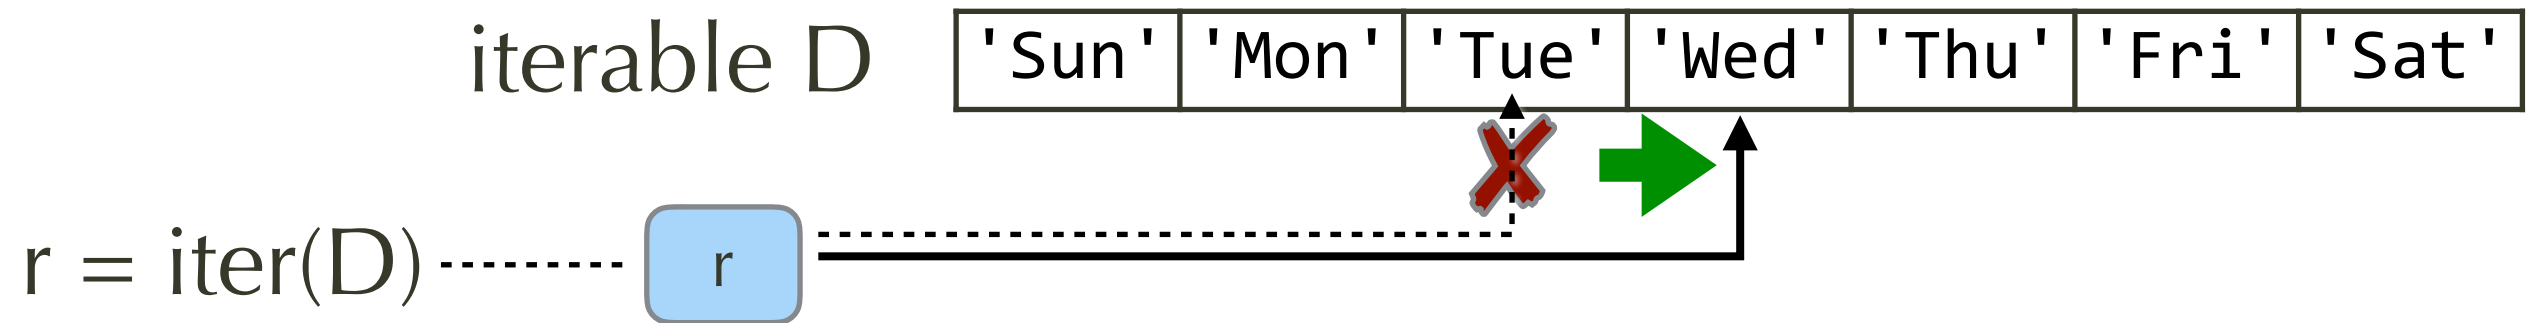 iterable D 'Sun' 'Mon' 'Tue' 'Wed' 'Thu' 'Fri' 'Sat'
r = iter(D) r